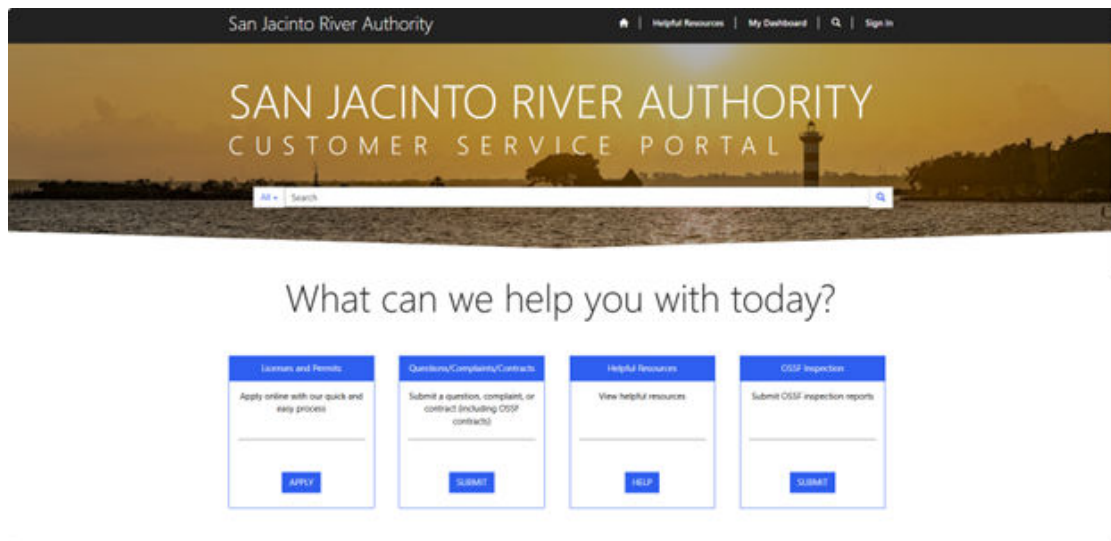 San Jacinto River Authority
Helpful Resources | My Dashboard | | Sign In
SAN JACINTO RIVER AUTHORITY
CUSTOMER SERVICE PORTAL
All Search
What can we help you with today?
Licenses and Permits
Apply online with our quick and
easy process
APPLY
Questions/Complaints/Contracts
Submit a question, complaint, or
contract (including OSSF
contracts)
SUBMIT
Helpful Resources
View helpful resources
HELP
OSSF Inspection
Submit OSSF inspection reports
SUBMIT